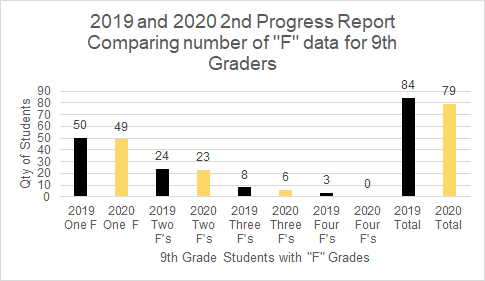 2019 and 2020 2nd Progress Report
Comparing number of "F" data for 9th
Graders
Qty of Students
90
80
70
60
50
40
30
20
10
0
50
49
24
23
8
6
3
0
84
79
2019 One F
2020 One F
2019 Two F's
2020 Two F's
2019 Three F's
2020 Three F's
2019 Four F's
2020 Four F's
2019 Total
2020 Total
9th Grade Students with "F" Grades